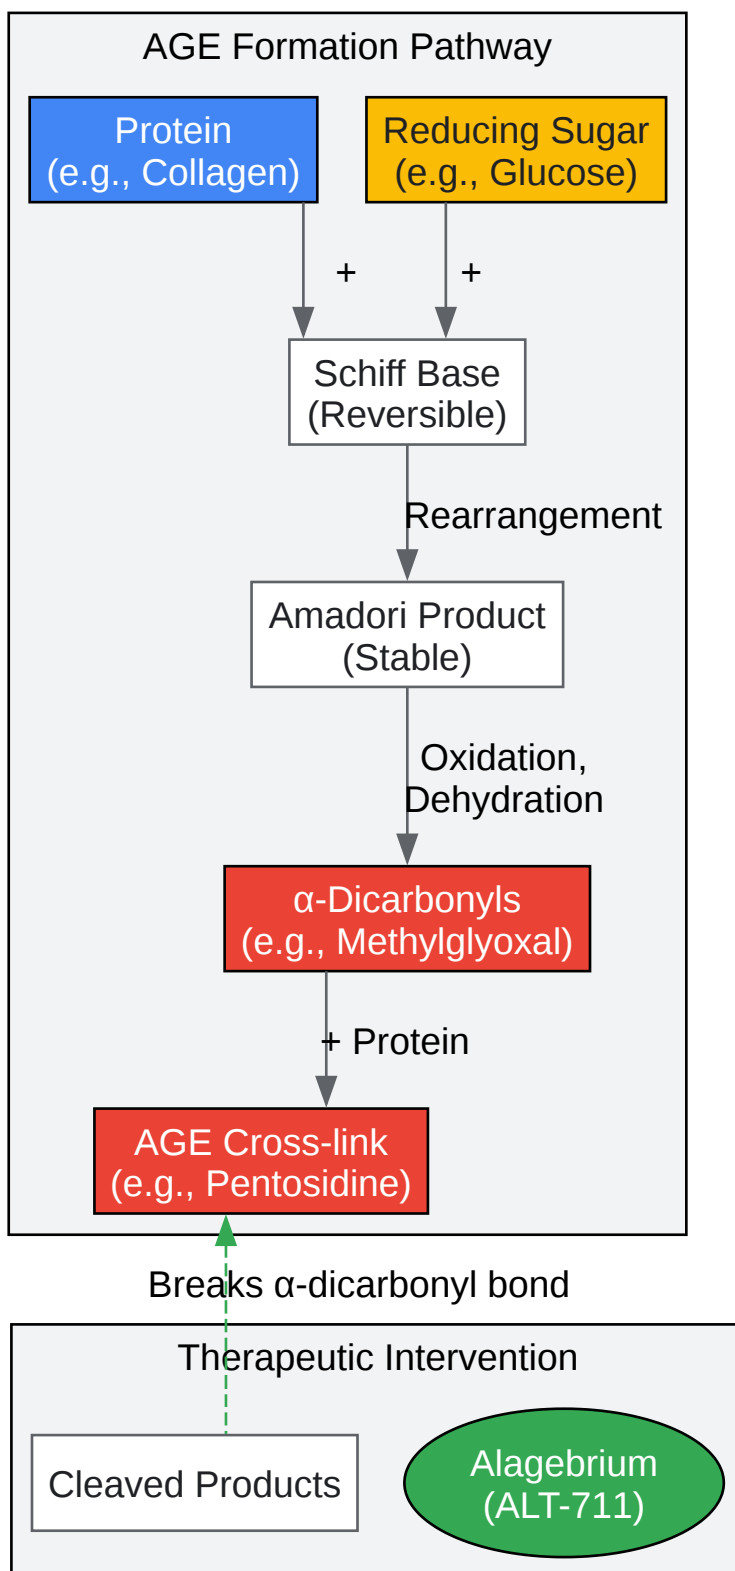 AGE Formation Pathway
Protein
(e.g., Collagen)
Reducing Sugar
(e.g., Glucose)
+
+
Schiff Base
(Reversible)
Rearrangement
Amadori Product
(Stable)
Oxidation,
Dehydration
α-Dicarbonyls
(e.g., Methylglyoxal)
+ Protein
AGE Cross-link
(e.g., Pentosidine)
Breaks α-dicarbonyl bond
Therapeutic Intervention
Cleaved Products
Alagebrium
(ALT-711)